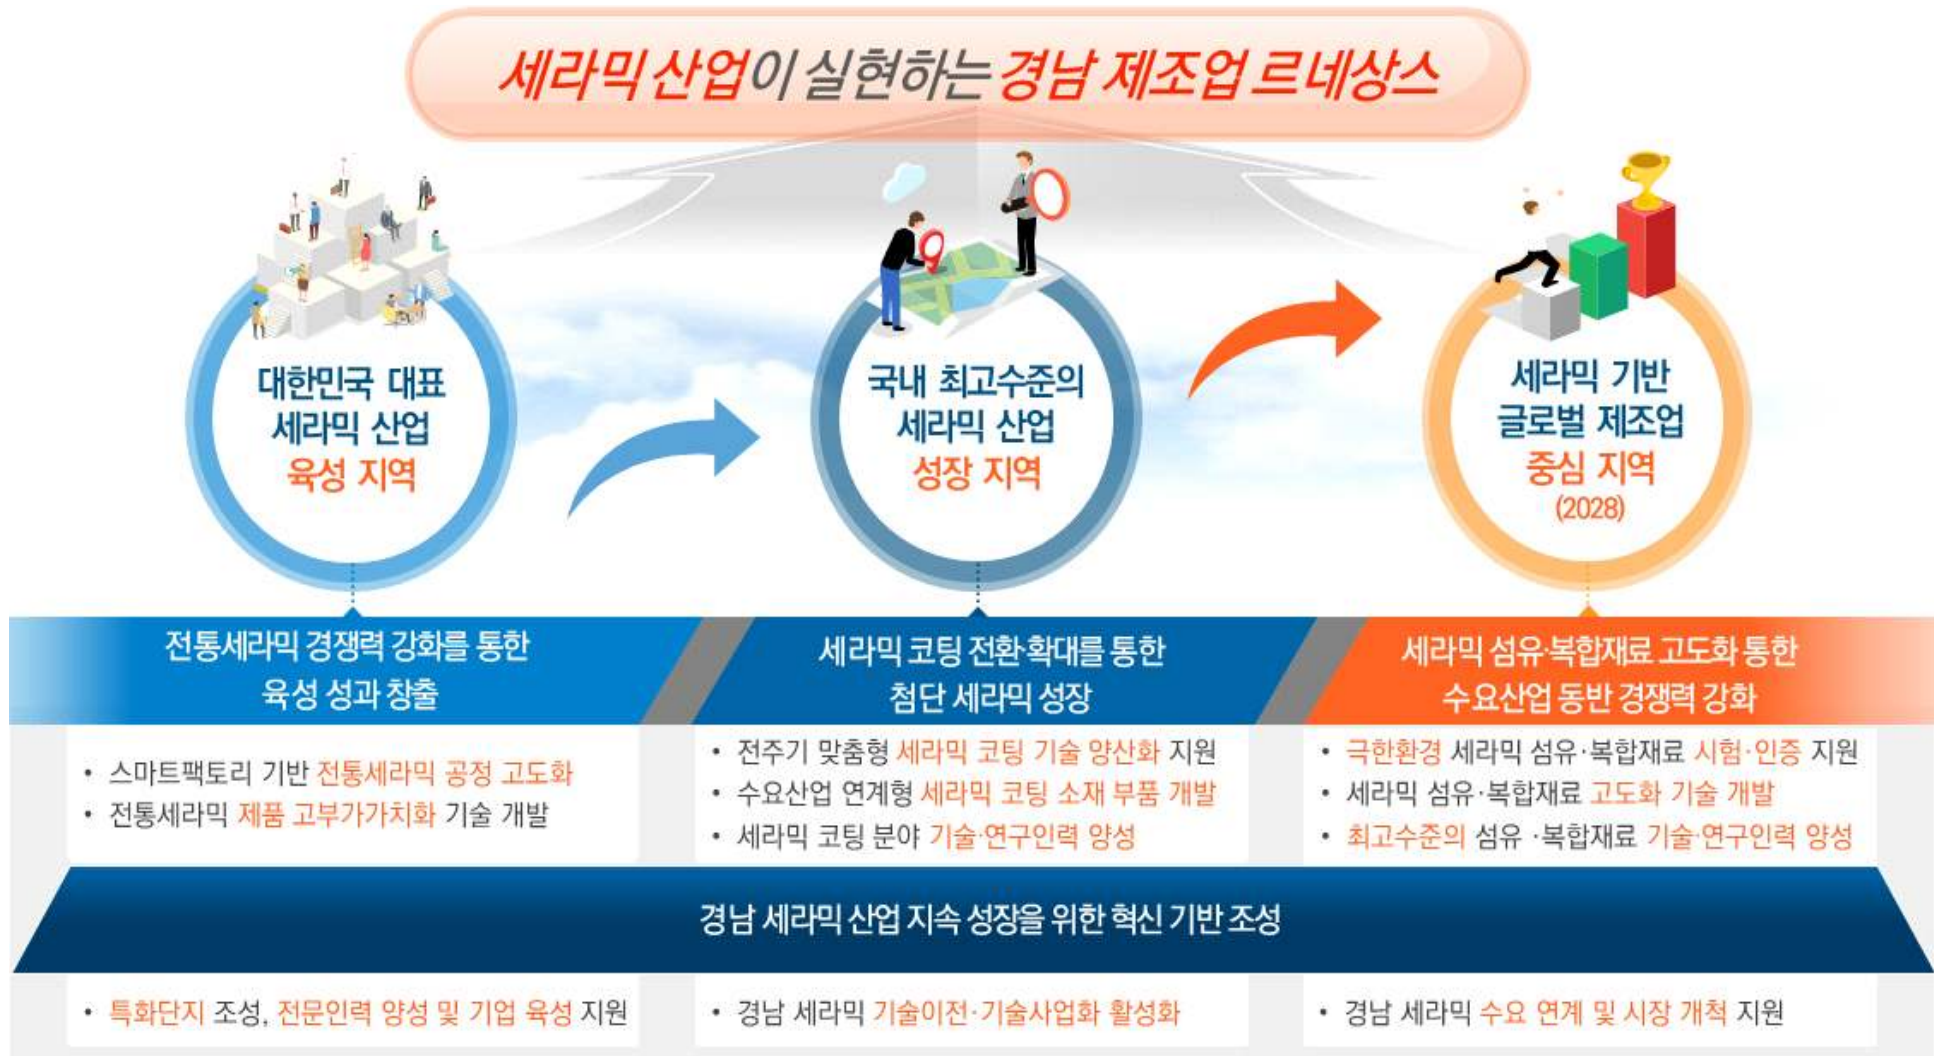 세라믹 산업이 실현하는 경남 제조업 르네상스
대한민국 대표
세라믹 산업
육성 지역
국내 최고수준의
세라믹 산업
성장 지역
세라믹 기반
글로벌 제조업
중심 지역
(2028)
전통세라믹 경쟁력 강화를 통한
육성 성과 창출
세라믹 코팅 전환·확대를 통한
첨단 세라믹 성장
세라믹 섬유·복합재료 고도화 통한
수요산업 동반 경쟁력 강화
• 스마트팩토리 기반 전통세라믹 공정 고도화
• 전통세라믹 제품 고부가가치화 기술 개발
• 전주기 맞춤형 세라믹 코팅 기술 양산화 지원
• 수요산업 연계형 세라믹 코팅 소재 부품 개발
• 세라믹 코팅 분야 기술·연구인력 양성
• 극한환경 세라믹 섬유·복합재료 시험·인증 지원
• 세라믹 섬유·복합재료 고도화 기술 개발
• 최고수준의 섬유 ·복합재료 기술·연구인력 양성
경남 세라믹 산업 지속 성장을 위한 혁신 기반 조성
• 특화단지 조성, 전문인력 양성 및 기업 육성 지원
• 경남 세라믹 기술이전·기술사업화 활성화
• 경남 세라믹 수요 연계 및 시장 개척 지원